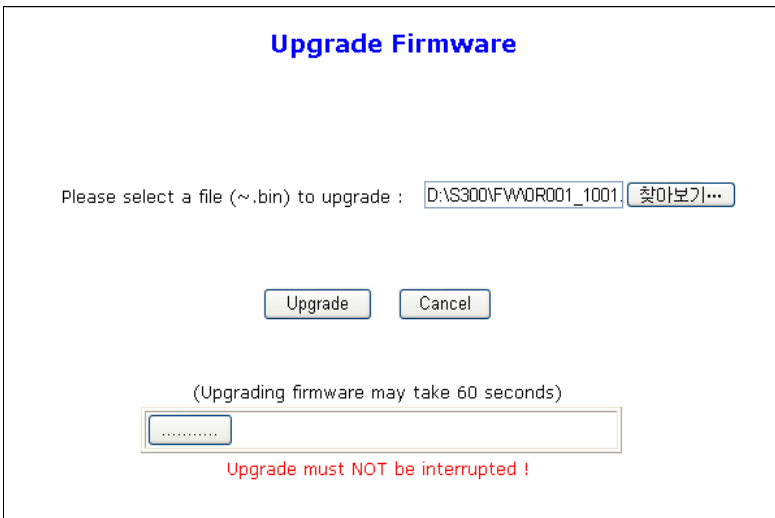 Upgrade Firmware
Please select a file (~.bin) to upgrade : D:\S300\FW\0R001_1001. 찾아보기...
Upgrade Cancel
(Upgrading firmware may take 60 seconds)
...........
Upgrade must NOT be interrupted !